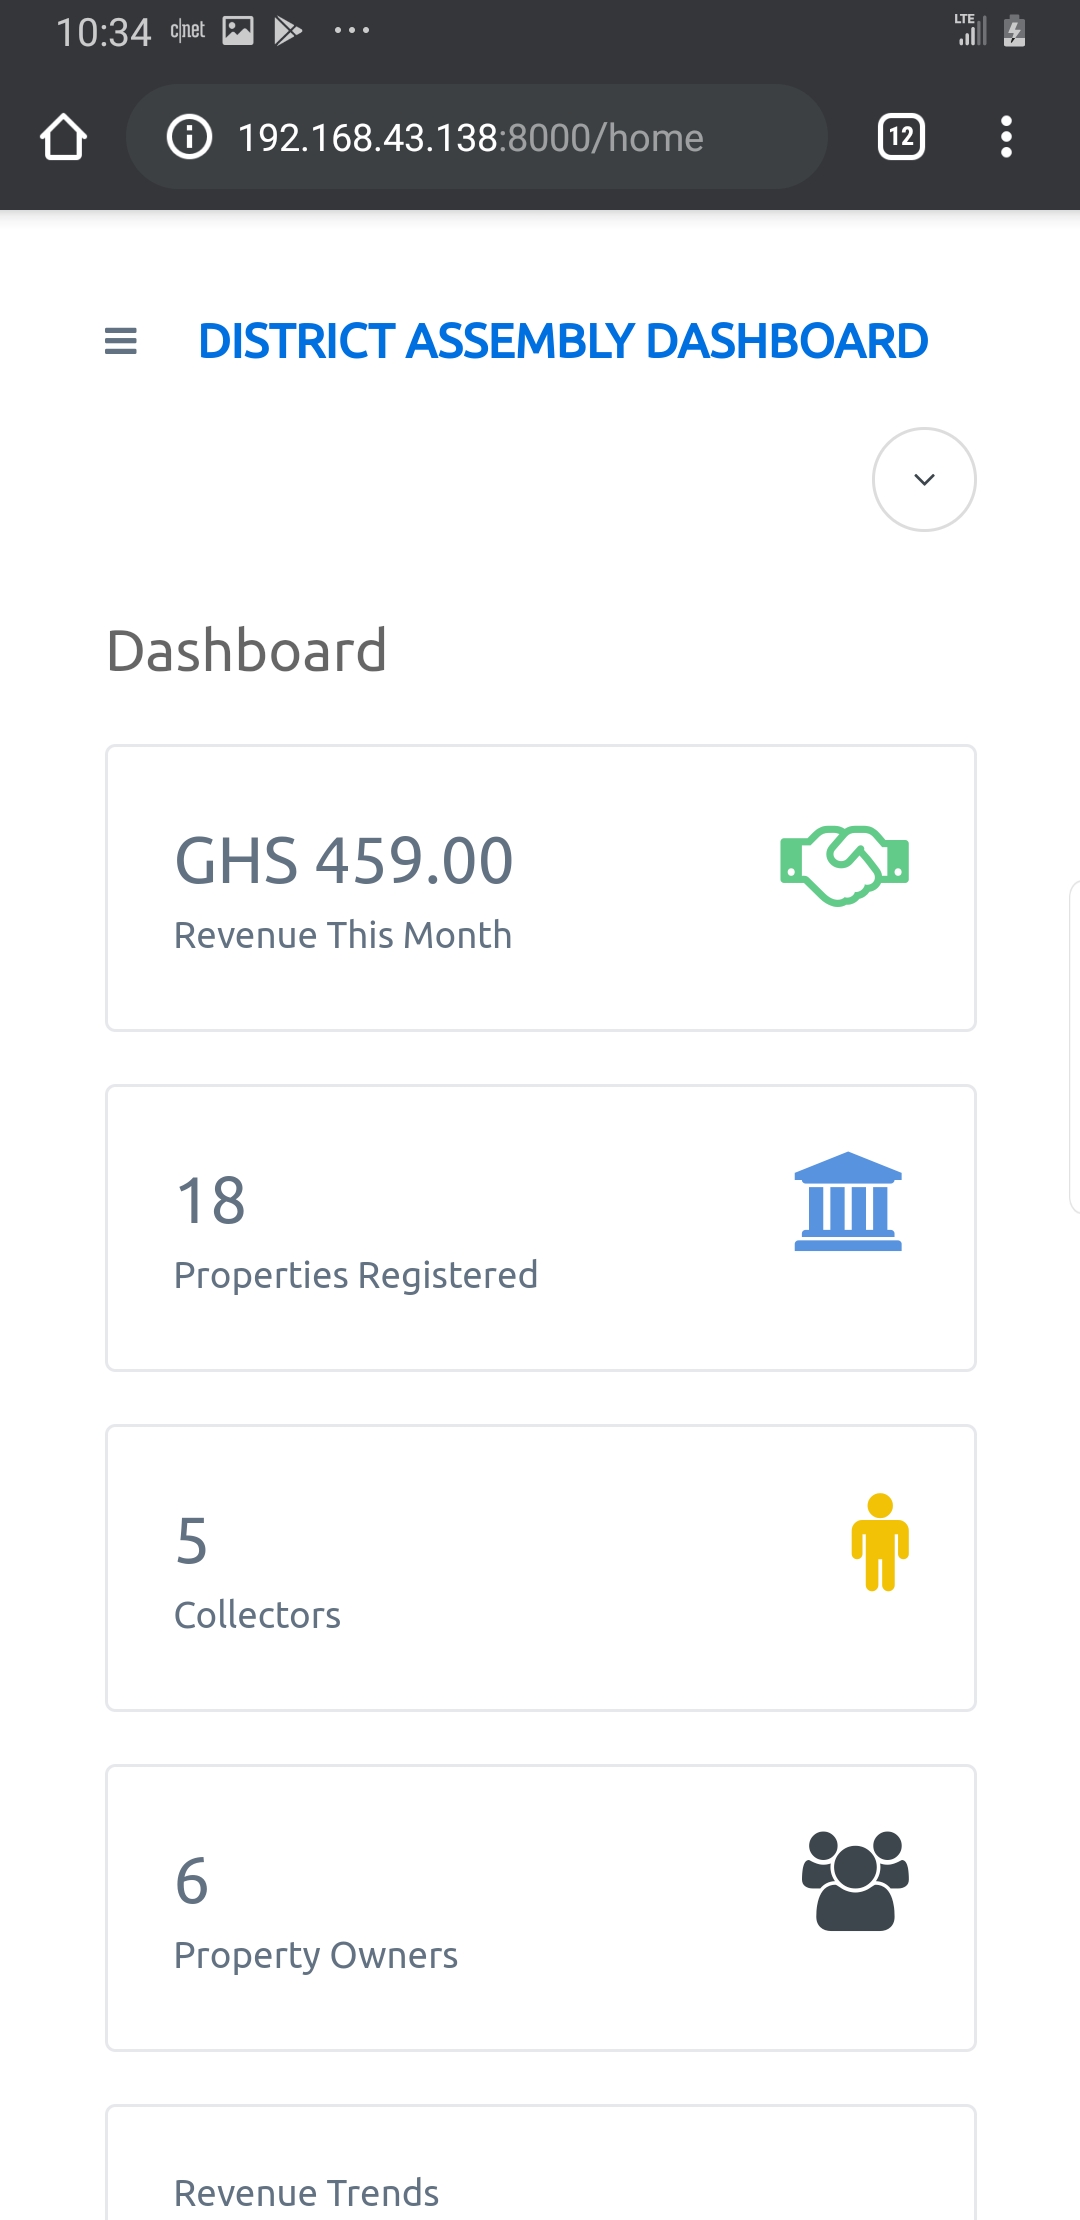 10:34 c|net LTE
192.168.43.138:8000/home 12
DISTRICT ASSEMBLY DASHBOARD
Dashboard
GHS 459.00
Revenue This Month
18
Properties Registered
5
Collectors
6
Property Owners
Revenue Trends